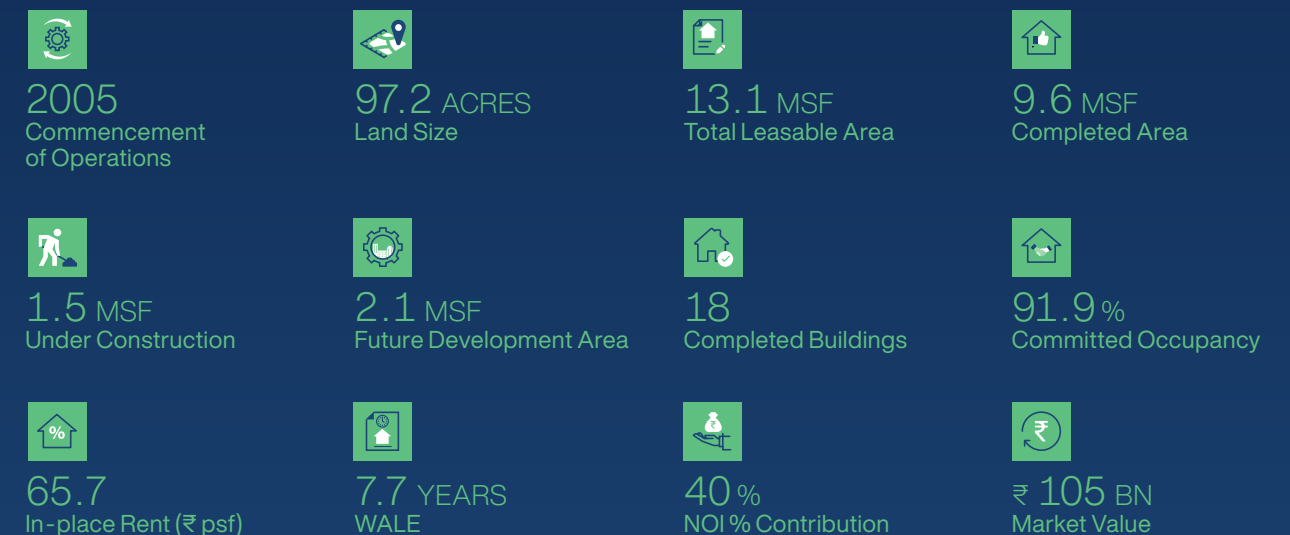 2005
Commencement
of Operations
97.2 ACRES
Land Size
13.1 MSF
Total Leasable Area
9.6 MSF
Completed Area
1.5 MSF
Under Construction
2.1 MSF
Future Development Area
18
Completed Buildings
91.9 %
Committed Occupancy
%
65.7
In-place Rent (₹ psf)
7.7 YEARS
WALE
₹
40 %
NOI % Contribution
₹
₹ 105 BN
Market Value